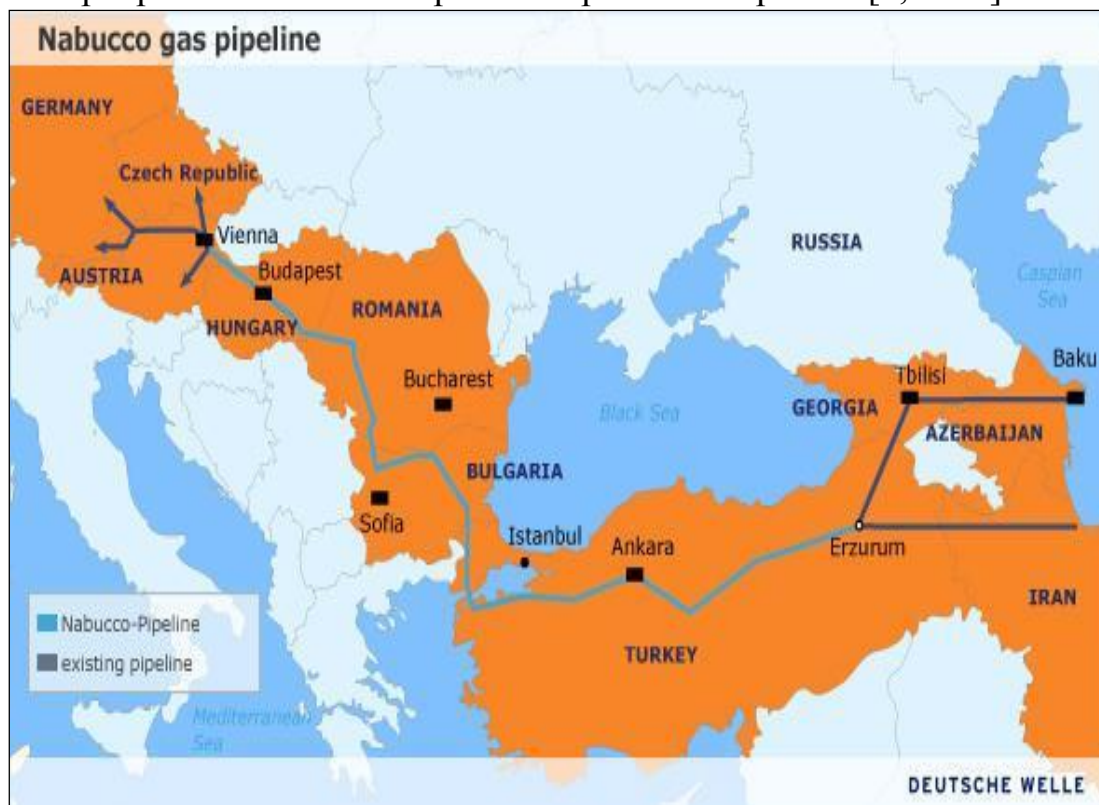 Nabucco gas pipeline
GERMANY
Czech Republic
Vienna
AUSTRIA
Budapest
HUNGARY
ROMANIA
Bucharest
RUSSIA
Caspian
Sea
Baku
Tbilisi
GEORGIA
AZERBAIJAN
Black Sea
BULGARIA
Sofia
Istanbul
Ankara
Erzurum
IRAN
TURKEY
Nabucco-Pipeline
existing pipeline
Mediterranean
Sea
DEUTSCHE WELLE